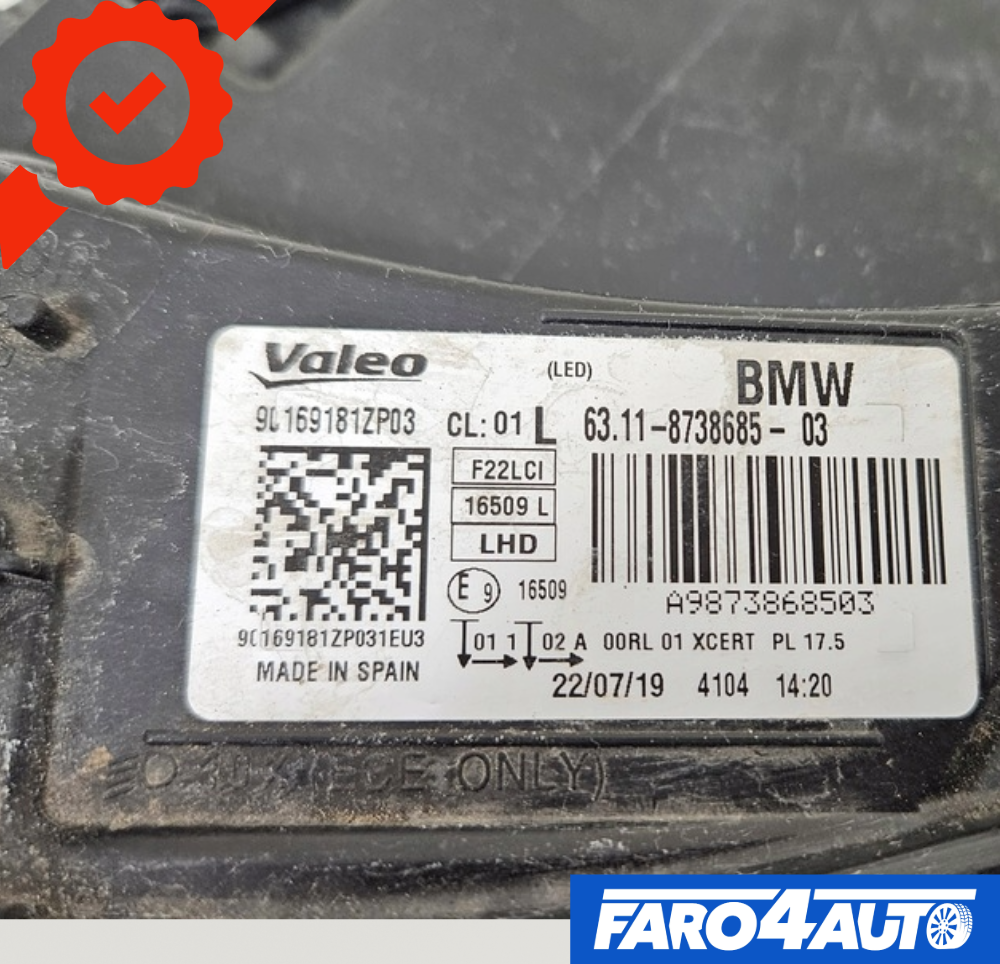 Valeo (LED) BMW
90169181ZP03 CL: 01 L 63.11-8738685-03
F22LCI
16509 L
LHD
E 9 16509
A9873868503
90169181ZP031EU3 01 1 02 A 00RL 01 XCERT PL 17.5
MADE IN SPAIN
22/07/19 4104 14:20
(ECE ONLY)
FARO4AUTO